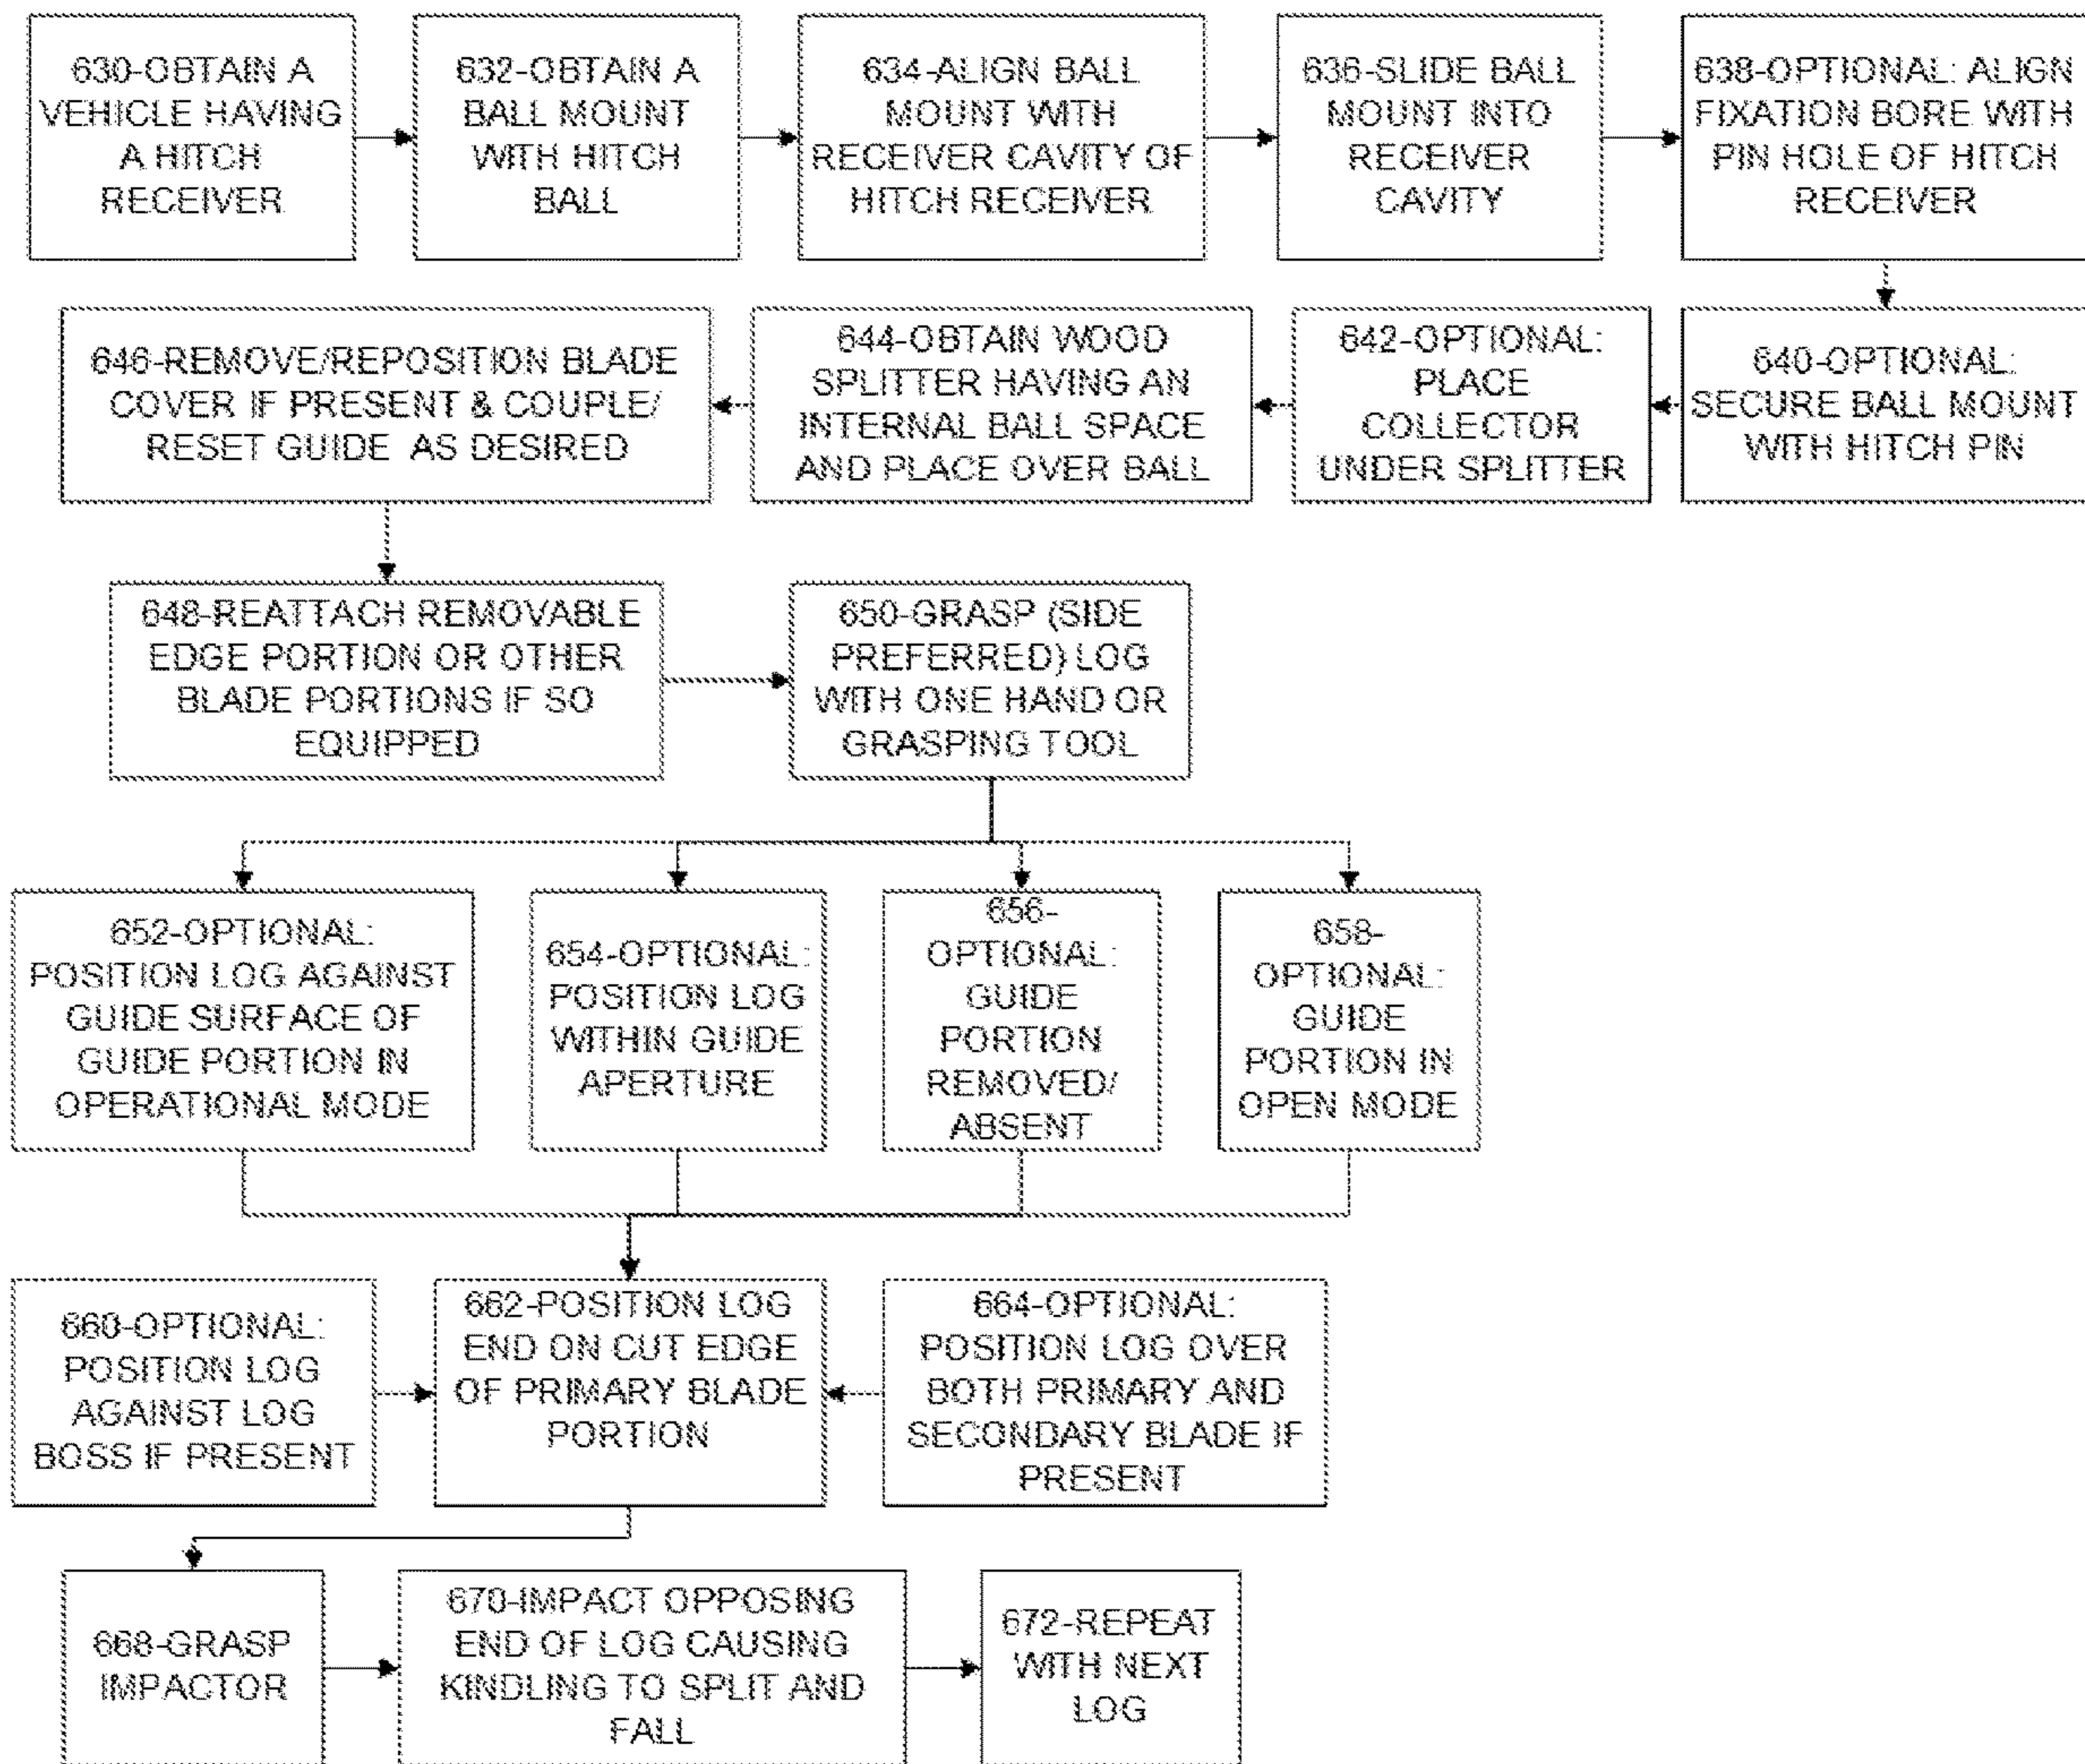 630-OBTAIN A
VEHICLE HAVING
A HITCH
RECEIVER
632-OBTAIN A
BALL MOUNT
WITH HITCH
BALL
634-ALIGN BALL
MOUNT WITH
RECEIVER CAVITY OF
HITCH RECEIVER
636-SLIDE BALL
MOUNT INTO
RECEIVER
CAVITY
638-OPTIONAL: ALIGN
FIXATION BORE WITH
PIN HOLE OF HITCH
RECEIVER
640-OPTIONAL:
SECURE BALL MOUNT
WITH HITCH PIN
642-OPTIONAL:
PLACE
COLLECTOR
UNDER SPLITTER
644-OBTAIN WOOD
SPLITTER HAVING AN
INTERNAL BALL SPACE
AND PLACE OVER BALL
646-REMOVE/REPOSITION BLADE
COVER IF PRESENT & COUPLE/
RESET GUIDE AS DESIRED
648-REATTACH REMOVABLE
EDGE PORTION OR OTHER
BLADE PORTIONS IF SO
EQUIPPED
650-GRASP (SIDE
PREFERRED) LOG
WITH ONE HAND OR
GRASPING TOOL
652-OPTIONAL:
POSITION LOG AGAINST
GUIDE SURFACE OF
GUIDE PORTION IN
OPERATIONAL MODE
654-OPTIONAL:
POSITION LOG
WITHIN GUIDE
APERTURE
656-
OPTIONAL:
GUIDE
PORTION
REMOVED/
ABSENT
658-
OPTIONAL:
GUIDE
PORTION IN
OPEN MODE
660-OPTIONAL:
POSITION LOG
AGAINST LOG
BOSS IF PRESENT
662-POSITION LOG
END ON CUT EDGE
OF PRIMARY BLADE
PORTION
664-OPTIONAL:
POSITION LOG OVER
BOTH PRIMARY AND
SECONDARY BLADE IF
PRESENT
668-GRASP
IMPACTOR
670-IMPACT OPPOSING
END OF LOG CAUSING
KINDLING TO SPLIT AND
FALL
672-REPEAT
WITH NEXT
LOG